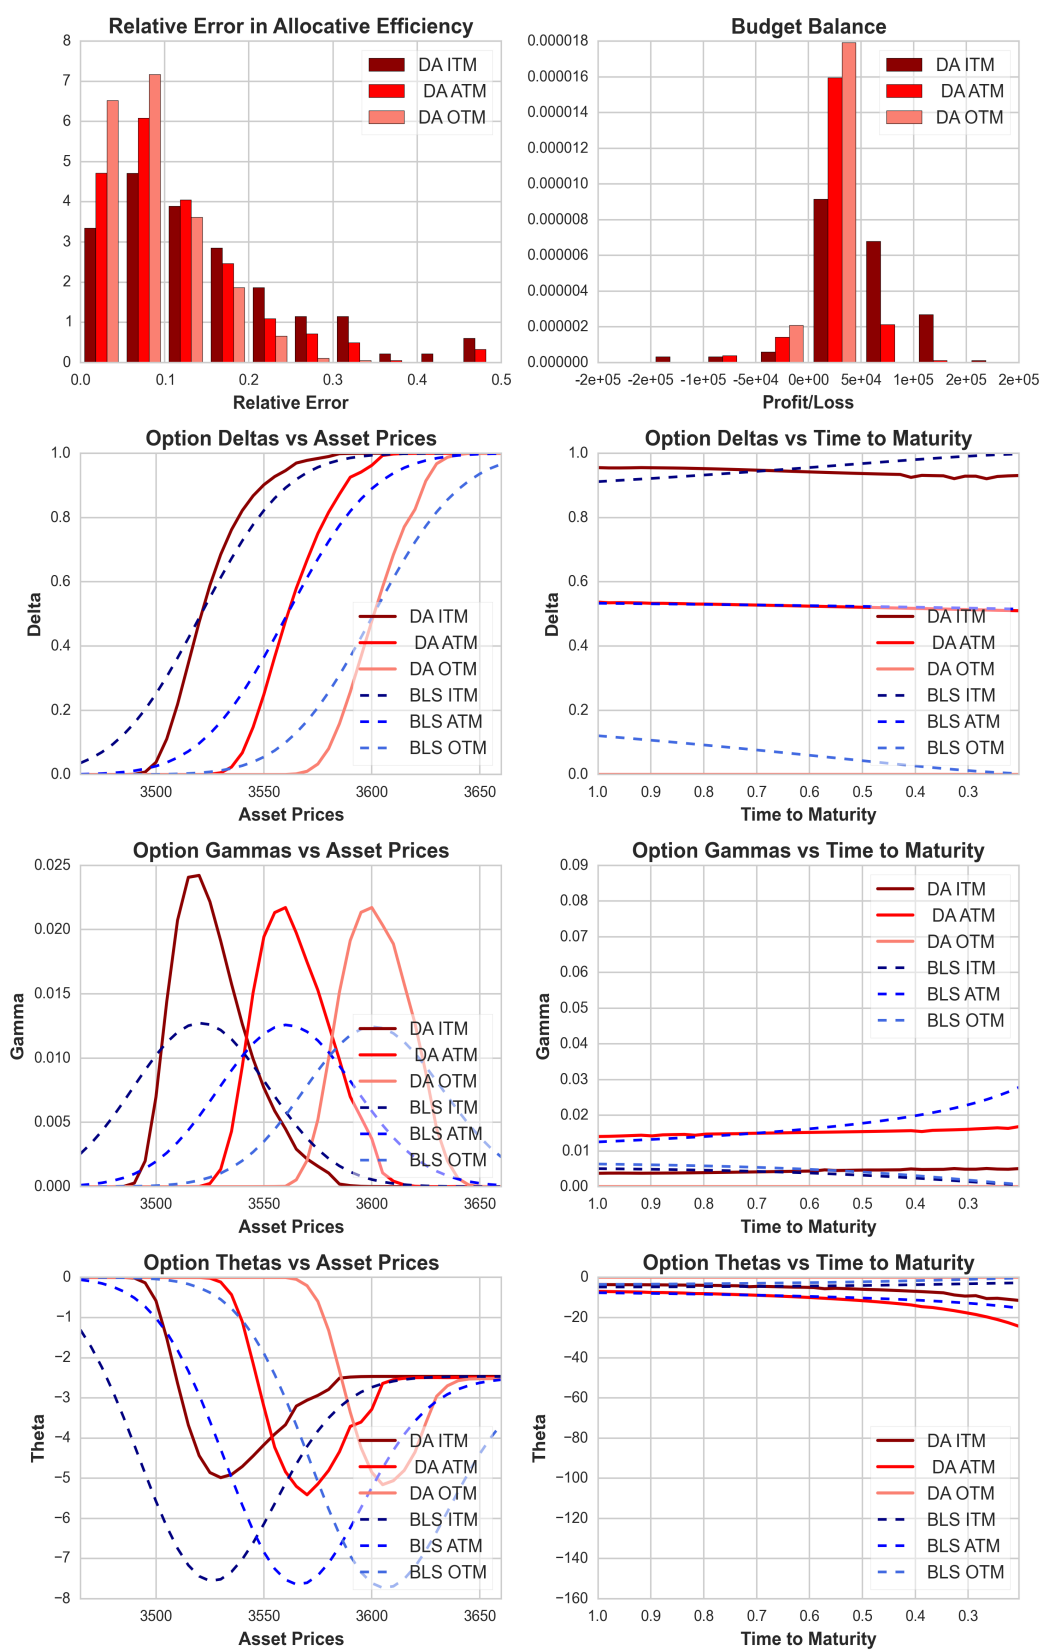 Relative Error in Allocative Efficiency
8
7
6
5
4
3
2
1
0
0.0 0.1 0.2 0.3 0.4 0.5
Relative Error
DA ITM
DA ATM
DA OTM
Budget Balance
0.000018
0.000016
0.000014
0.000012
0.000010
0.000008
0.000006
0.000004
0.000002
0.000000
-2e+05 -2e+05 -1e+05 -5e+04 0e+00 5e+04 1e+05 2e+05 2e+05
Profit/Loss
DA ITM
DA ATM
DA OTM
Option Deltas vs Asset Prices
Delta
1.0
0.8
0.6
0.4
0.2
0.0
3500 3550 3600 3650
Asset Prices
DA ITM
DA ATM
DA OTM
BLS ITM
BLS ATM
BLS OTM
Option Deltas vs Time to Maturity
Delta
1.0
0.8
0.6
0.4
0.2
0.0
1.0 0.9 0.8 0.7 0.6 0.5 0.4 0.3
Time to Maturity
DA ITM
DA ATM
DA OTM
BLS ITM
BLS ATM
BLS OTM
Option Gammas vs Asset Prices
Gamma
0.025
0.020
0.015
0.010
0.005
0.000
3500 3550 3600 3650
Asset Prices
DA ITM
DA ATM
DA OTM
BLS ITM
BLS ATM
BLS OTM
Option Gammas vs Time to Maturity
Gamma
0.09
0.08
0.07
0.06
0.05
0.04
0.03
0.02
0.01
0.00
1.0 0.9 0.8 0.7 0.6 0.5 0.4 0.3
Time to Maturity
DA ITM
DA ATM
DA OTM
BLS ITM
BLS ATM
BLS OTM
Option Thetas vs Asset Prices
Theta
0
−1
−2
−3
−4
−5
−6
−7
−8
3500 3550 3600 3650
Asset Prices
DA ITM
DA ATM
DA OTM
BLS ITM
BLS ATM
BLS OTM
Option Thetas vs Time to Maturity
Theta
0
−20
−40
−60
−80
−100
−120
−140
−160
1.0 0.9 0.8 0.7 0.6 0.5 0.4 0.3
Time to Maturity
DA ITM
DA ATM
DA OTM
BLS ITM
BLS ATM
BLS OTM